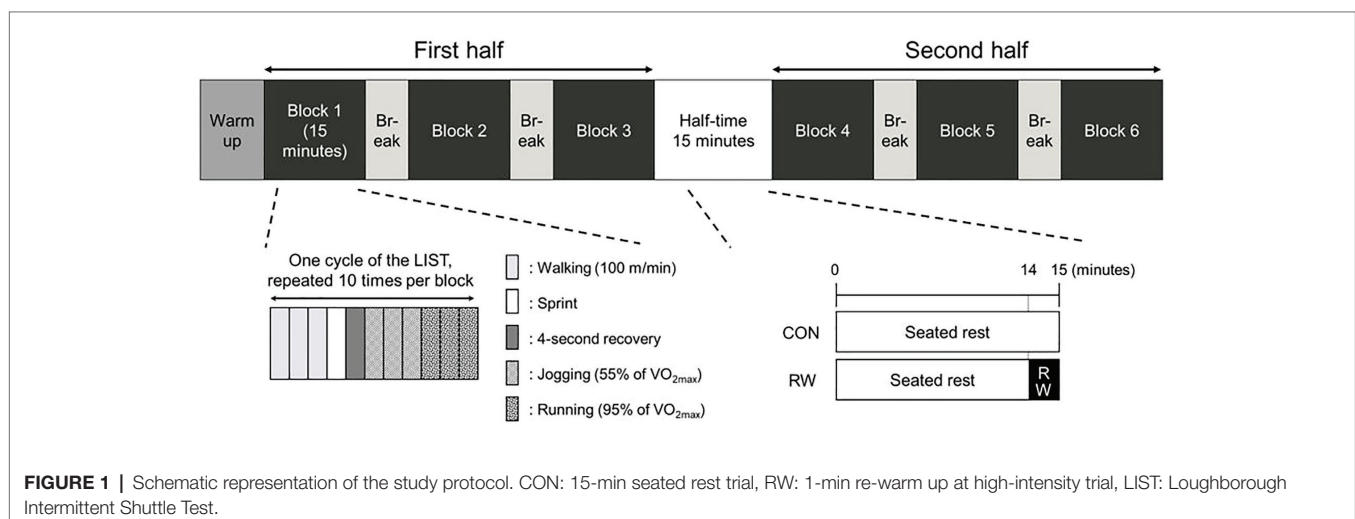 First half
Second half
Warm
up
Block 1
(15
minutes)
Br-
eak
Block 2
Br-
eak
Block 3
Half-time
15 minutes
Block 4
Br-
eak
Block 5
Br-
eak
Block 6
One cycle of the LIST,
repeated 10 times per block
: Walking (100 m/min)
: Sprint
: 4-second recovery
: Jogging (55% of VO2max)
: Running (95% of VO2max)
0 14 15 (minutes)
CON Seated rest
RW Seated rest R
W
FIGURE 1 | Schematic representation of the study protocol. CON: 15-min seated rest trial, RW: 1-min re-warm up at high-intensity trial, LIST: Loughborough
Intermittent Shuttle Test.